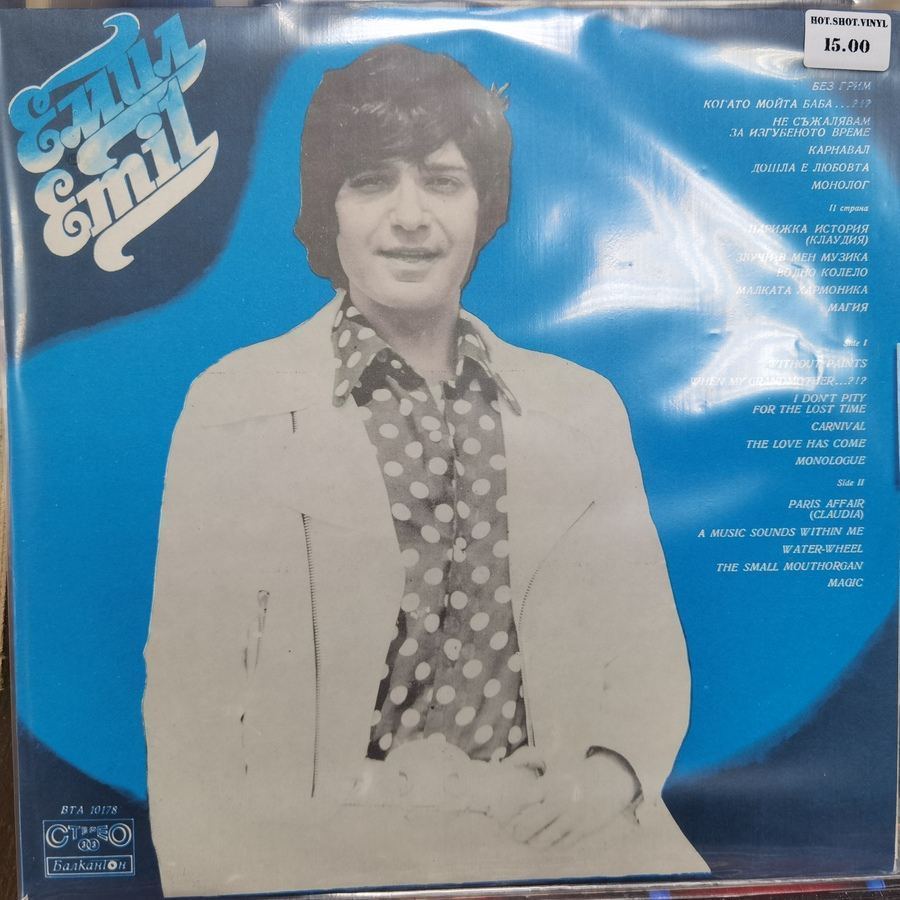 Емил
Emil
HOT.SHOT.VINYL
15.00
БЕЗ ГРИМ
КОГАТО МОЙТА БАБА...?!?
НЕ СЪЖАЛЯВАМ
ЗА ИЗГУБЕНОТО ВРЕМЕ
КАРНАВАЛ
ДОШЛА Е ЛЮБОВТА
МОНОЛОГ
II страна
ПАРИЖКА ИСТОРИЯ
(КЛАУДИЯ)
ЗВУЧИ В МЕН МУЗИКА
ВОДНО КОЛЕЛО
МАЛКАТА ХАРМОНИКА
МАГИЯ
Side I
WITHOUT PAINTS
WHEN MY GRANDMOTHER...?!?
I DON'T PITY
FOR THE LOST TIME
CARNIVAL
THE LOVE HAS COME
MONOLOGUE
Side II
PARIS AFFAIR
(CLAUDIA)
A MUSIC SOUNDS WITHIN ME
WATER-WHEEL
THE SMALL MOUTHORGAN
MAGIC
ВТА 10178
СТЕРЕО
33
Балкантон